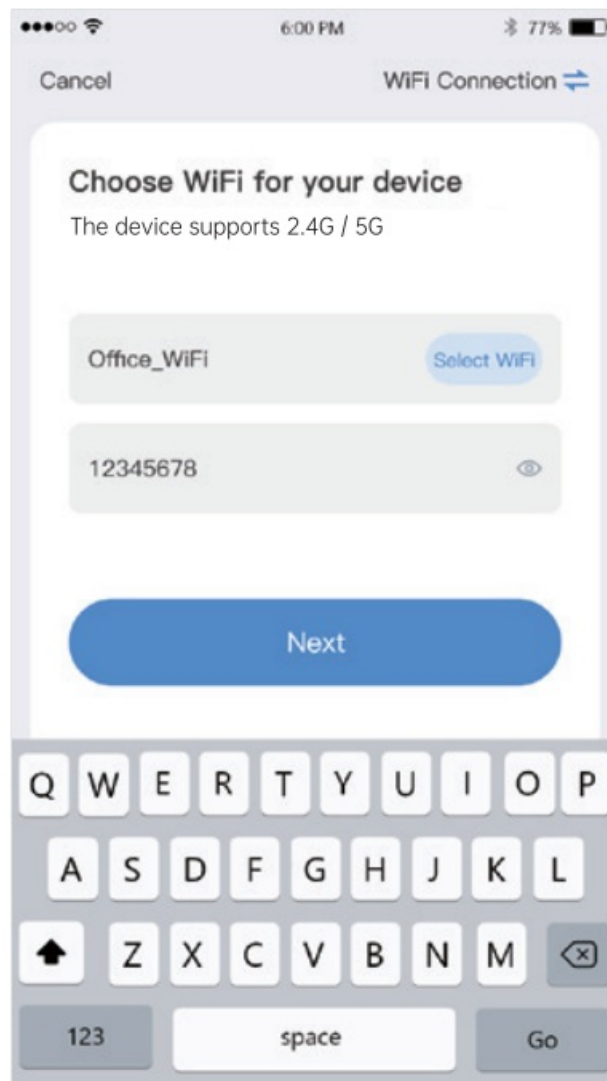 6:00 PM
77%
Cancel
WiFi Connection
Choose WiFi for your device
The device supports 2.4G / 5G
Office_WiFi
Select WiFi
12345678
Next
Q W E R T Y U I O P
A S D F G H J K L
Z X C V B N M
123 space Go